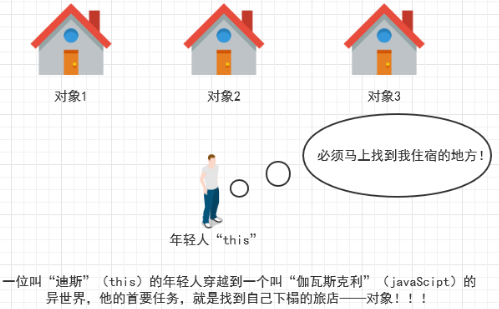 对象1 对象2 对象3
必须马上找到我住宿的地方!
年轻人“this”
一位叫“迪斯”（this）的年轻人穿越到一个叫“伽瓦斯克利”（javaScipt）的
异世界，他的首要任务，就是找到自己下榻的旅店——对象！！！